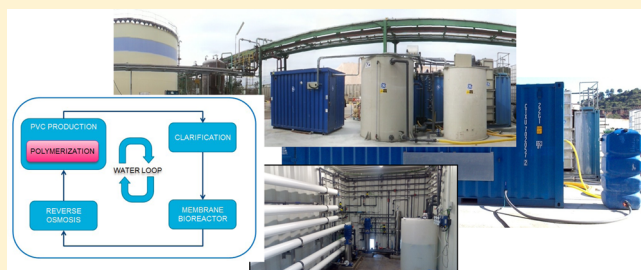 PVC PRODUCTION
POLYMERIZATION
CLARIFICATION
WATER LOOP
REVERSE
OSMOSIS
MEMBRANE
BIOREACTOR